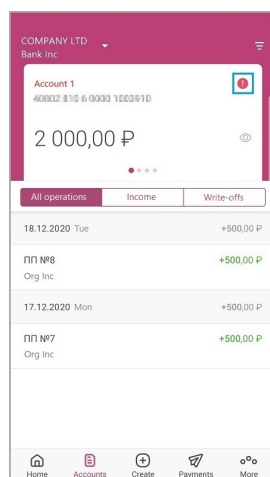 COMPANY LTD
Bank Inc
Account 1
2 000,00 ₽
All operations Income Write-offs
18.12.2020 Tue +500,00 ₽
ПП №8 +500,00 ₽
Org Inc
17.12.2020 Mon +500,00 ₽
ПП №7 +500,00 ₽
Org Inc
Home Accounts Create Payments More